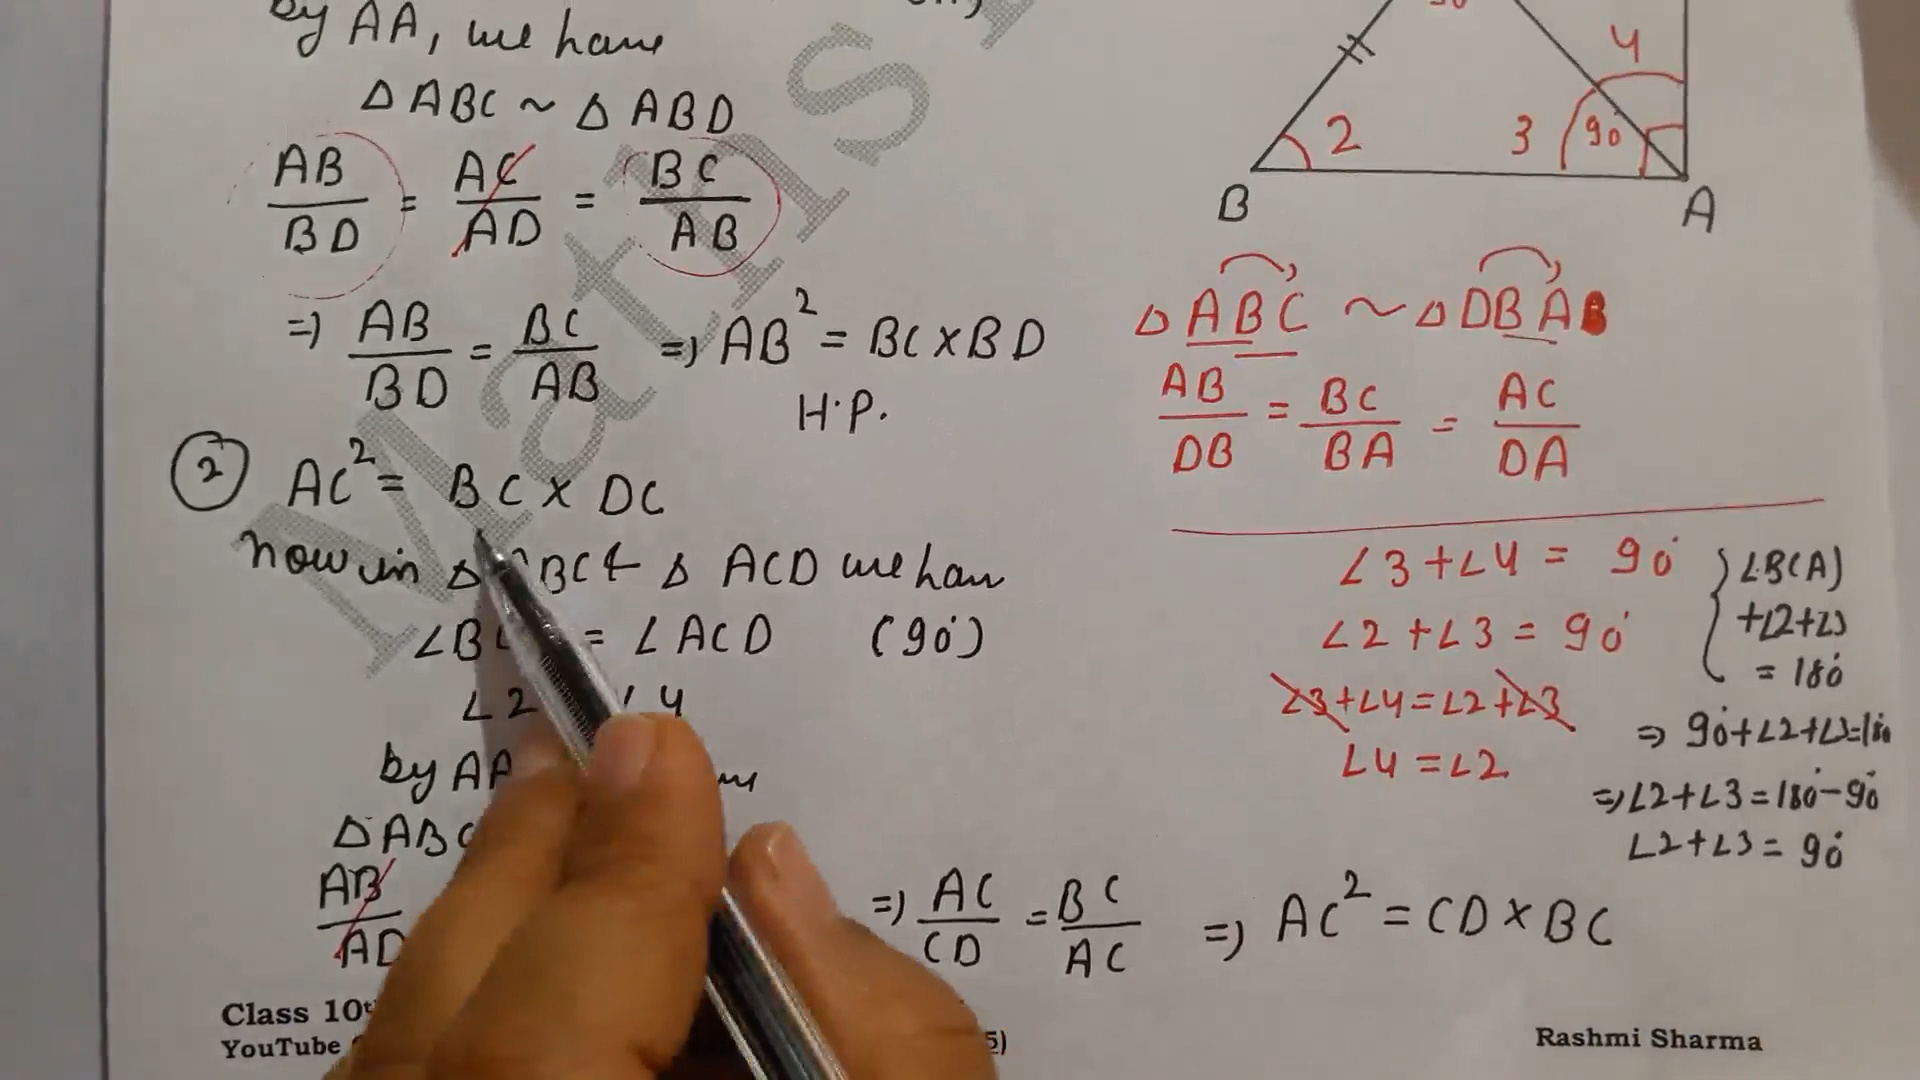 by AA, we have
△ABC ~ △ABD
AB/BD = AC/AD = BC/AB
=) AB/BD = BC/AB =) AB² = BC X BD
H.P.
② AC² = BC X DC
Now in △ BC & △ ACD we have
∠B = ∠ACD (90°)
∠2 ∠4
by AA
△ABC
AB/AD
=) AC/CD = BC/AC =) AC² = CD X BC
4
2 3 90°
B A
△ABC ~ △DBA
AB/DB = BC/BA = AC/DA
∠3+∠4 = 90°
∠2+∠3 = 90°
∠3+∠4=∠2+∠3
∠4=∠2
∠B(A)
+∠2+∠3
= 180°
=) 90°+∠2+∠3=180
=) ∠2+∠3=180°-90°
∠2+∠3= 90°
Maths
Class 10
YouTube
5)
Rashmi Sharma